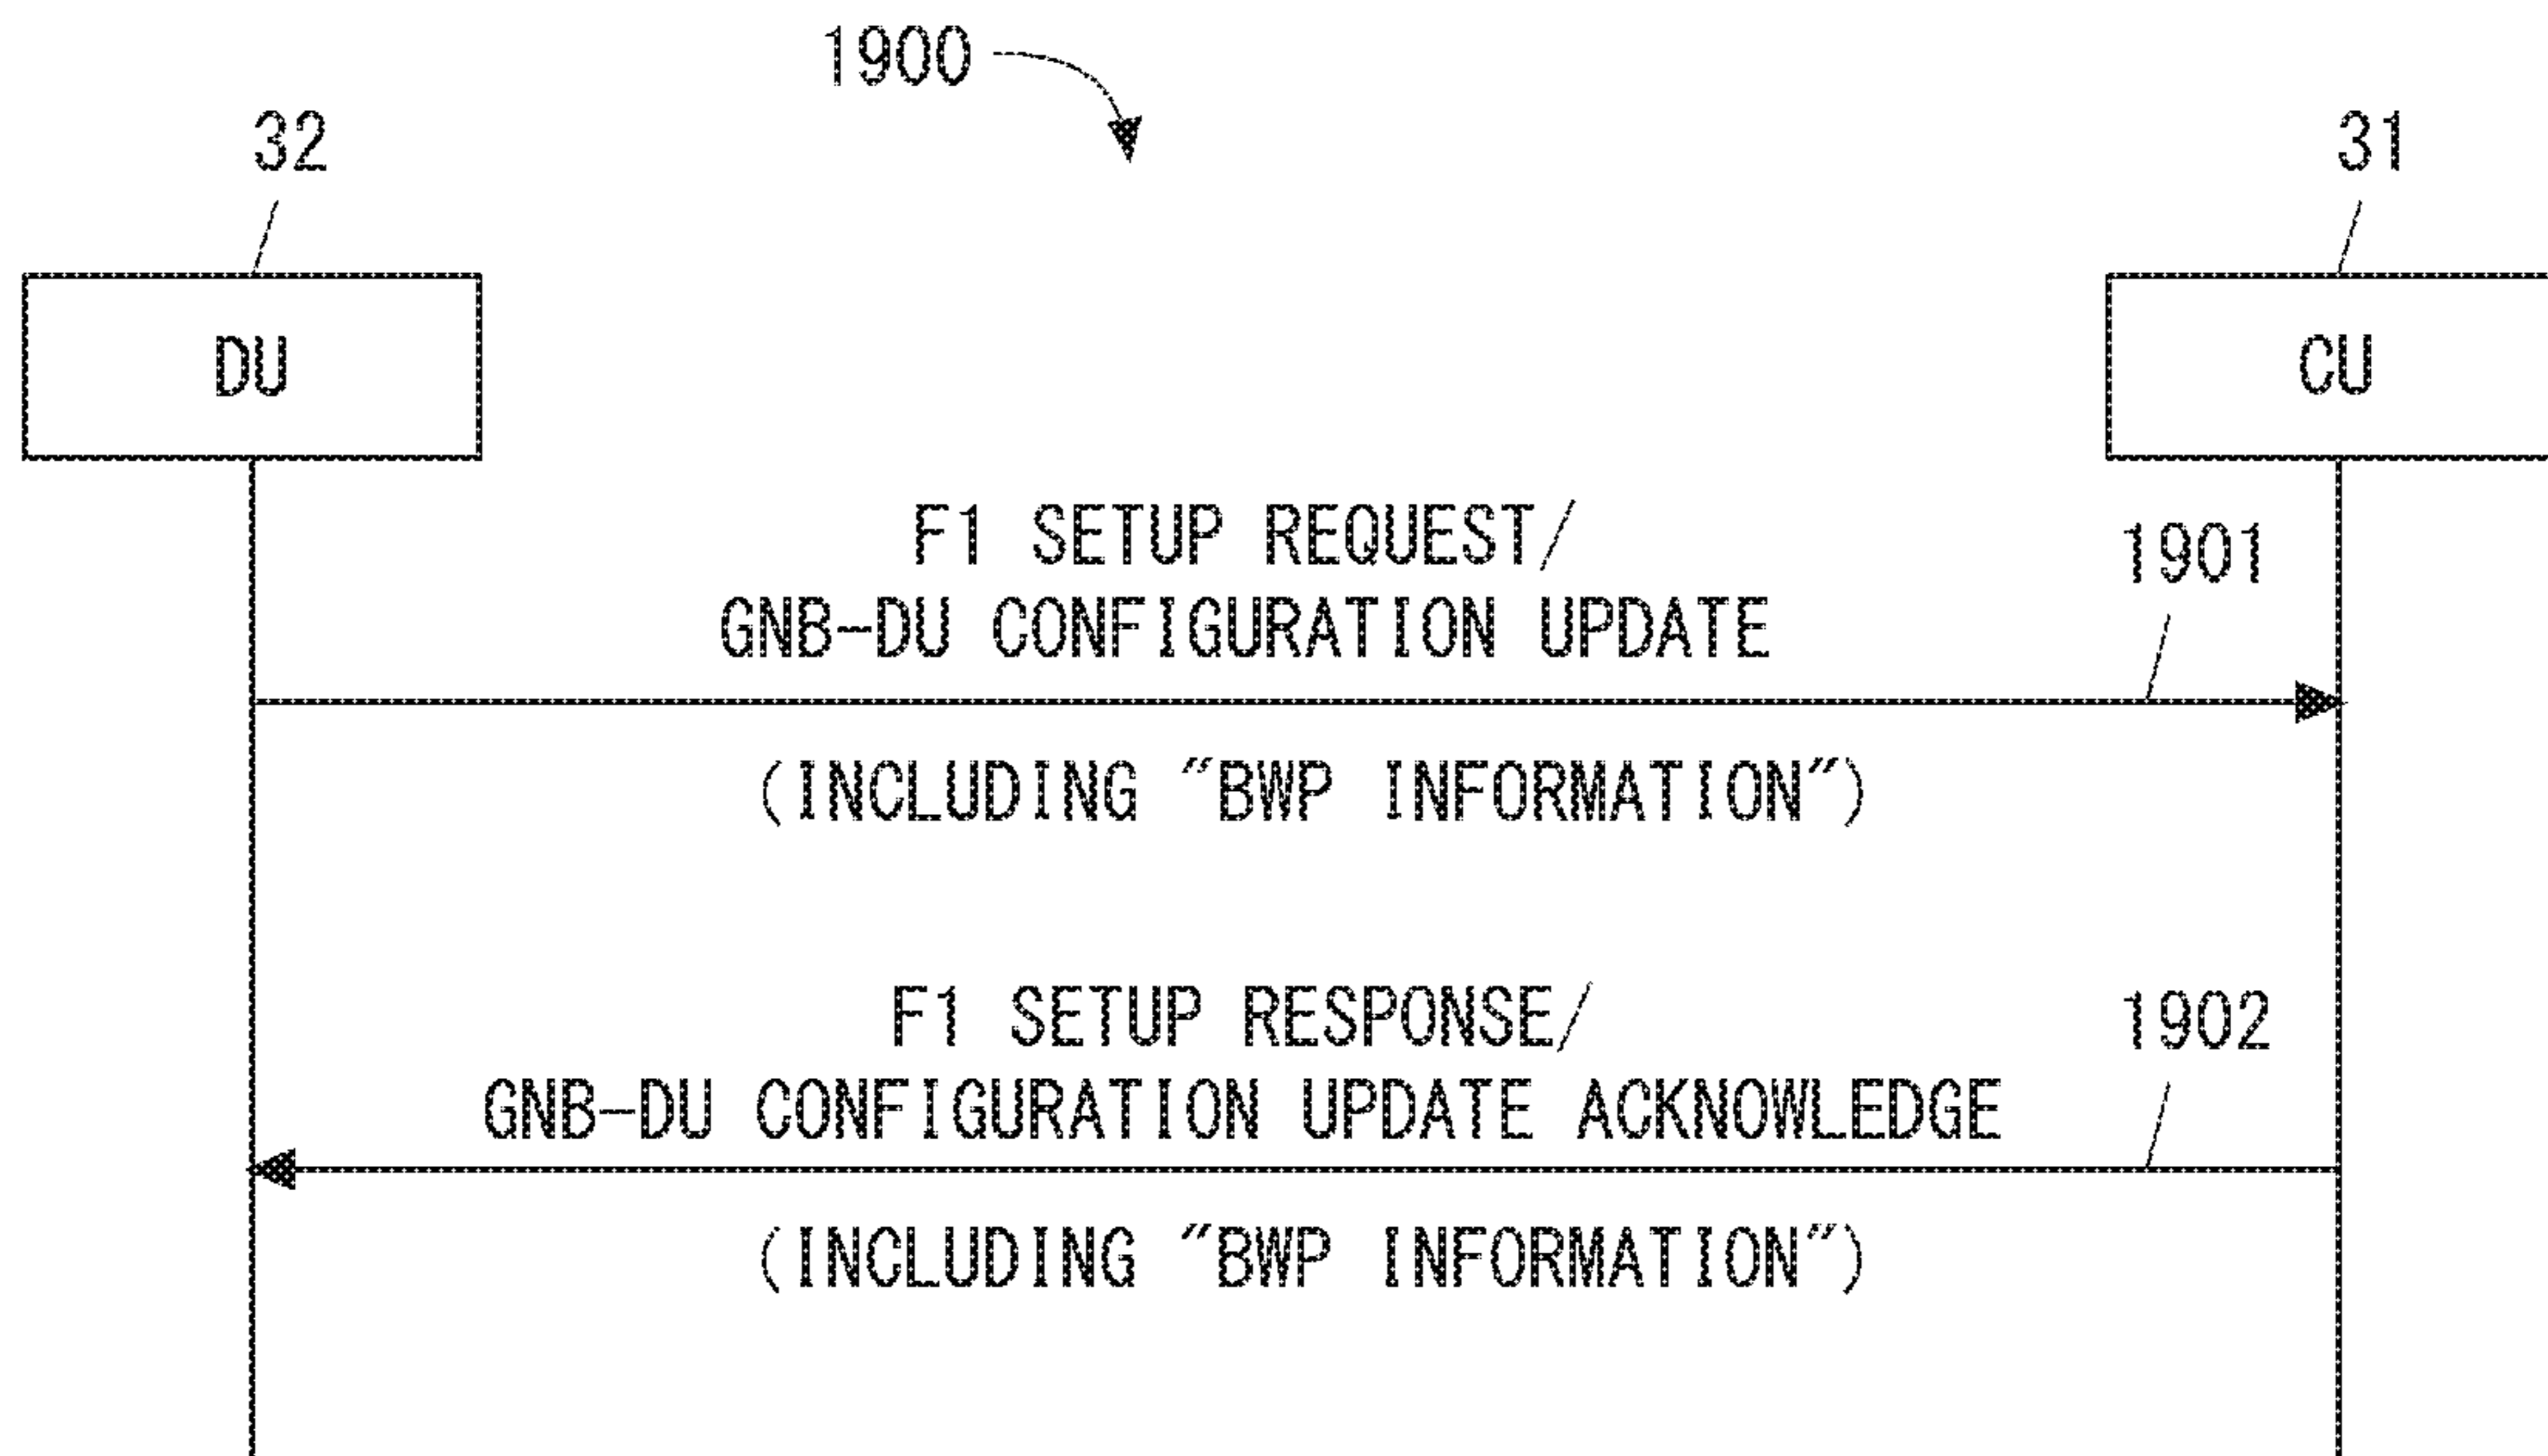 1900
32
31
DU
CU
F1 SETUP REQUEST/
GNB-DU CONFIGURATION UPDATE
1901
(INCLUDING "BWP INFORMATION")
F1 SETUP RESPONSE/
GNB-DU CONFIGURATION UPDATE ACKNOWLEDGE
1902
(INCLUDING "BWP INFORMATION")